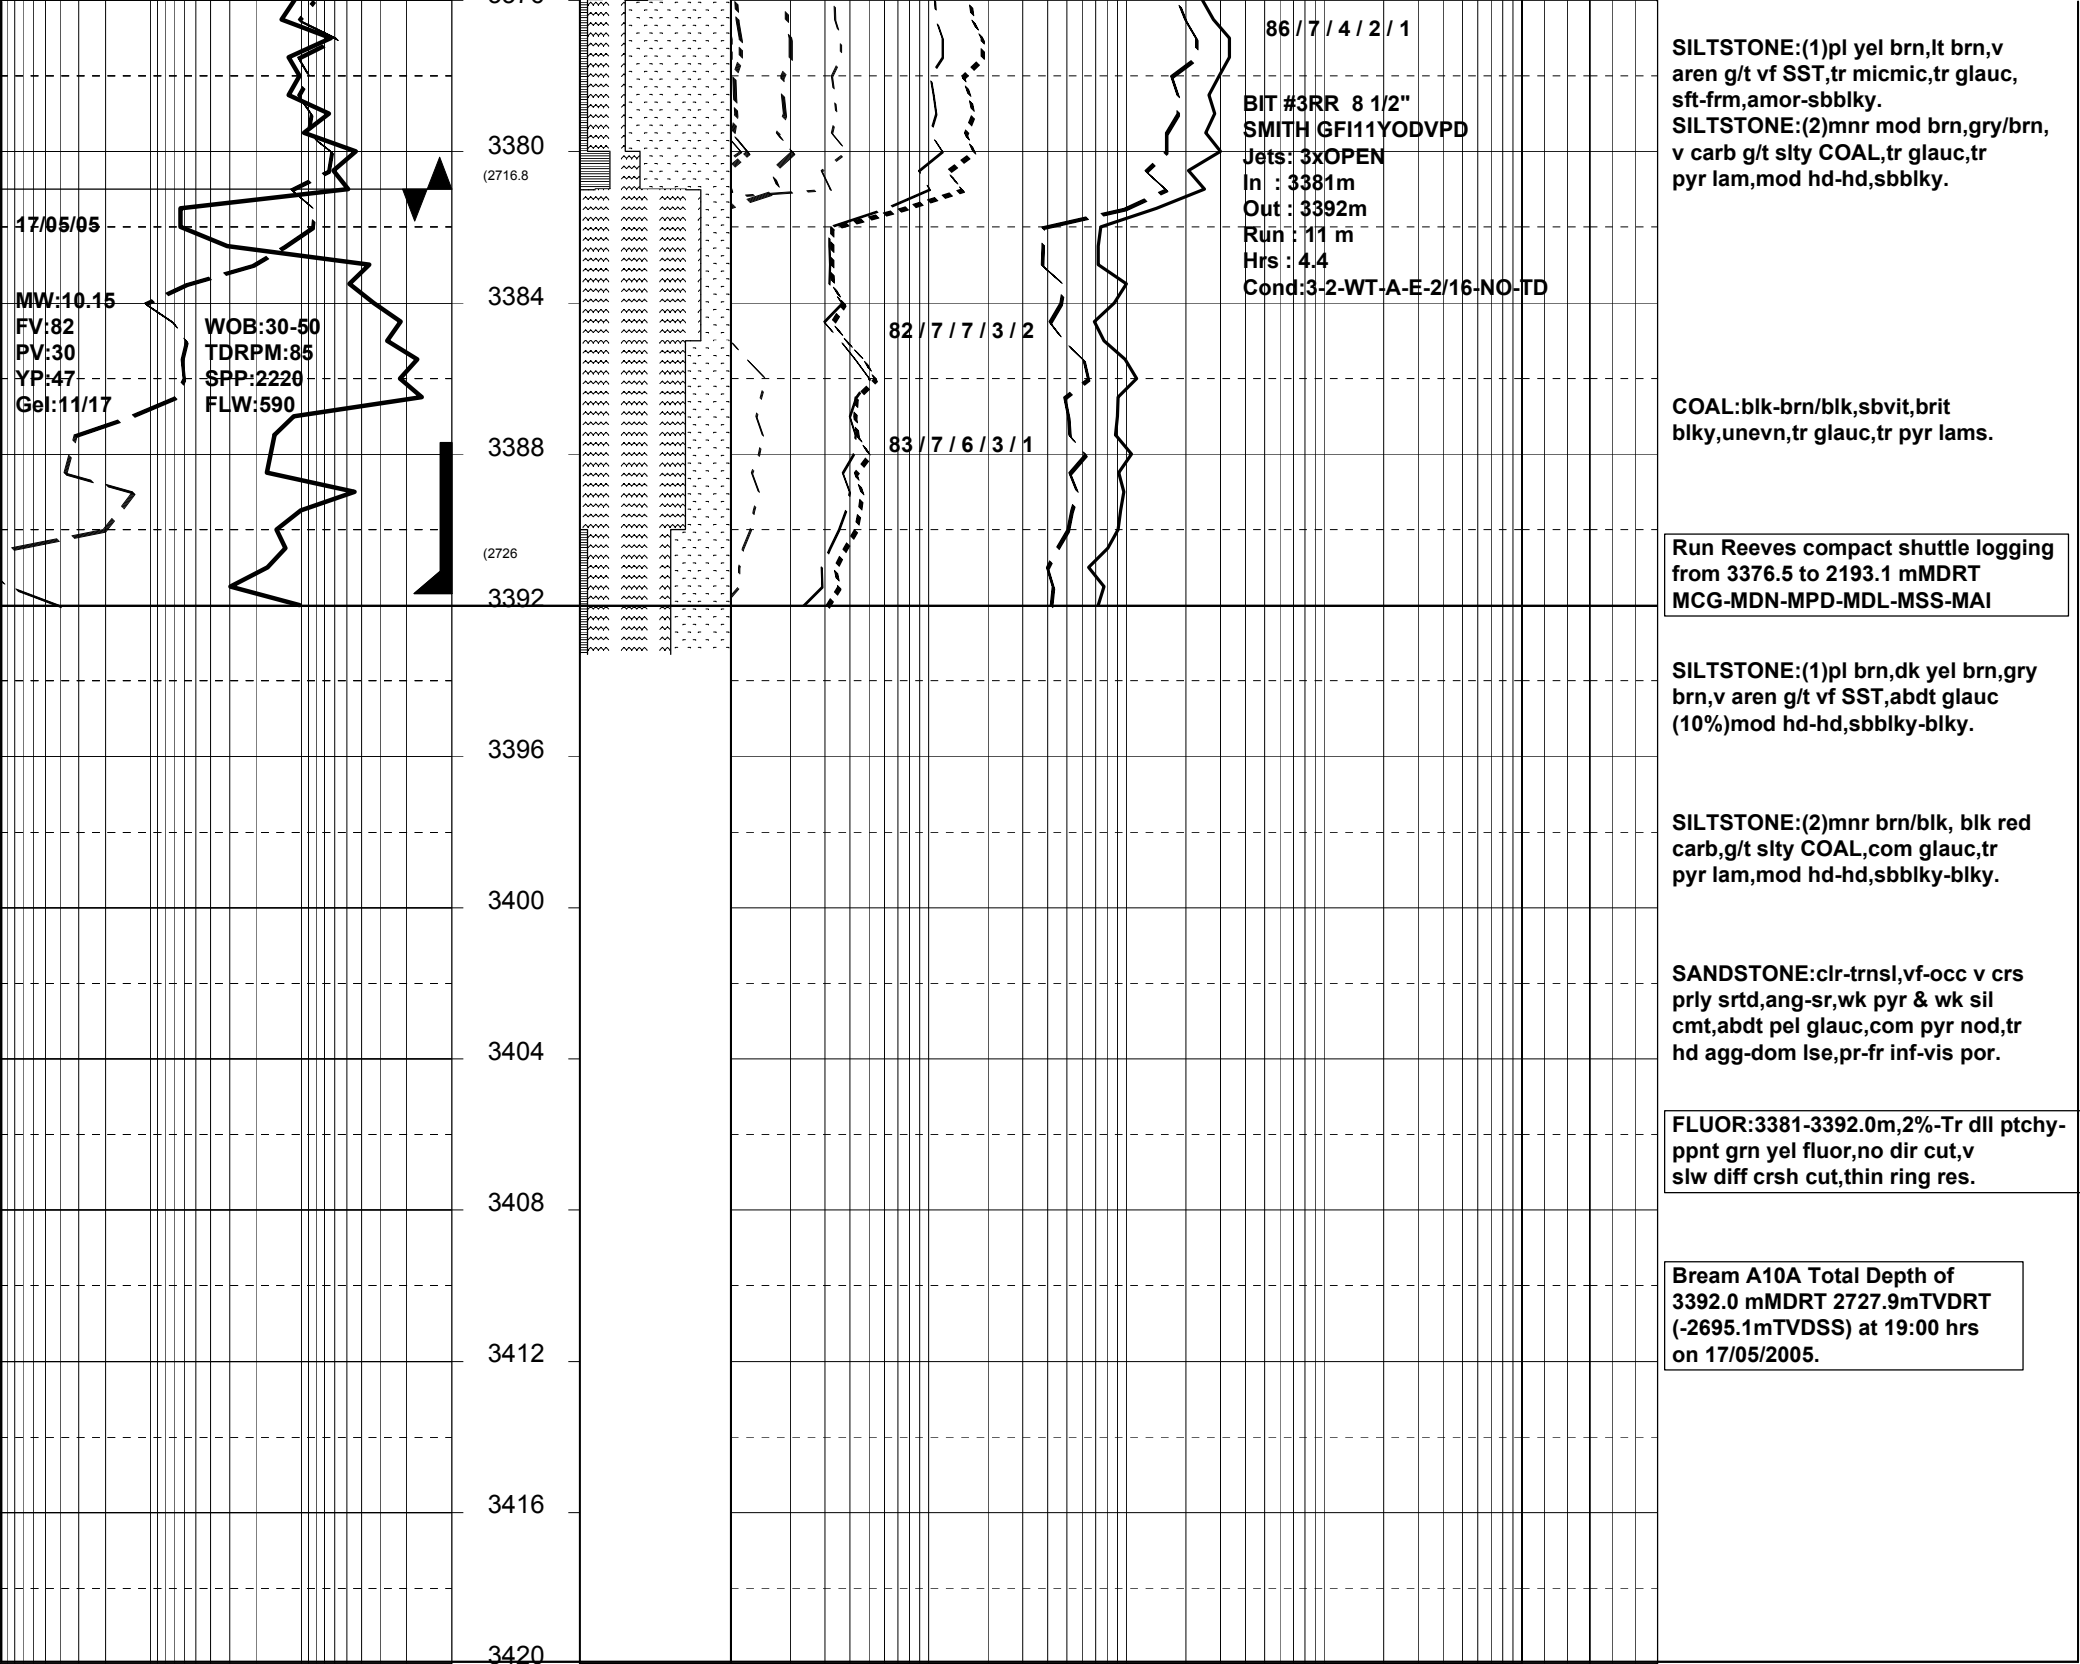 17/05/05
MW:10.15
FV:82
PV:30
YP:47
Gel:11/17
WOB:30-50
TDRPM:85
SPP:2220
FLW:590
3380
(2716.8
3384
3388
(2726
3392
3396
3400
3404
3408
3412
3416
3420
86 / 7 / 4 / 2 / 1
82 / 7 / 7 / 3 / 2
83 / 7 / 6 / 3 / 1
BIT #3RR 8 1/2"
SMITH GFI11YODVPD
Jets: 3xOPEN
In : 3381m
Out : 3392m
Run : 11 m
Hrs : 4.4
Cond:3-2-WT-A-E-2/16-NO-TD
SILTSTONE:(1)pl yel brn,lt brn,v
aren g/t vf SST,tr micmic,tr glauc,
sft-frm,amor-sbblky.
SILTSTONE:(2)mnr mod brn,gry/brn,
v carb g/t slty COAL,tr glauc,tr
pyr lam,mod hd-hd,sbblky.
COAL:blk-brn/blk,sbvit,brit
blky,unevn,tr glauc,tr pyr lams.
Run Reeves compact shuttle logging
from 3376.5 to 2193.1 mMDRT
MCG-MDN-MPD-MDL-MSS-MAI
SILTSTONE:(1)pl brn,dk yel brn,gry
brn,v aren g/t vf SST,abdt glauc
(10%)mod hd-hd,sbblky-blky.
SILTSTONE:(2)mnr brn/blk, blk red
carb,g/t slty COAL,com glauc,tr
pyr lam,mod hd-hd,sbblky-blky.
SANDSTONE:clr-trnsl,vf-occ v crs
prly srtd,ang-sr,wk pyr & wk sil
cmt,abdt pel glauc,com pyr nod,tr
hd agg-dom lse,pr-fr inf-vis por.
FLUOR:3381-3392.0m,2%-Tr dll ptchy-
ppnt grn yel fluor,no dir cut,v
slw diff crsh cut,thin ring res.
Bream A10A Total Depth of
3392.0 mMDRT 2727.9mTVDRT
(-2695.1mTVDSS) at 19:00 hrs
on 17/05/2005.